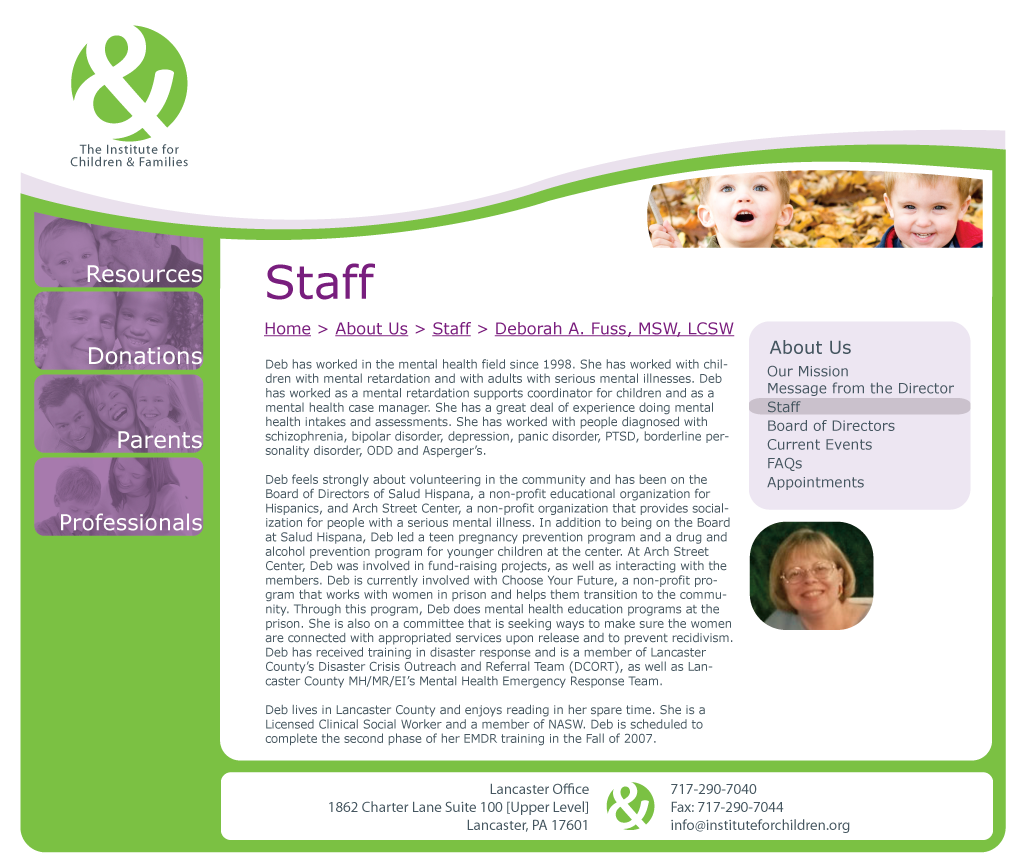 &
The Institute for
Children & Families
Resources
Donations
Parents
Professionals
Staff
Home > About Us > Staff > Deborah A. Fuss, MSW, LCSW
Deb has worked in the mental health field since 1998. She has worked with chil-
dren with mental retardation and with adults with serious mental illnesses. Deb
has worked as a mental retardation supports coordinator for children and as a
mental health case manager. She has a great deal of experience doing mental
health intakes and assessments. She has worked with people diagnosed with
schizophrenia, bipolar disorder, depression, panic disorder, PTSD, borderline per-
sonality disorder, ODD and Asperger’s.
Deb feels strongly about volunteering in the community and has been on the
Board of Directors of Salud Hispana, a non-profit educational organization for
Hispanics, and Arch Street Center, a non-profit organization that provides social-
ization for people with a serious mental illness. In addition to being on the Board
at Salud Hispana, Deb led a teen pregnancy prevention program and a drug and
alcohol prevention program for younger children at the center. At Arch Street
Center, Deb was involved in fund-raising projects, as well as interacting with the
members. Deb is currently involved with Choose Your Future, a non-profit pro-
gram that works with women in prison and helps them transition to the commu-
nity. Through this program, Deb does mental health education programs at the
prison. She is also on a committee that is seeking ways to make sure the women
are connected with appropriated services upon release and to prevent recidivism.
Deb has received training in disaster response and is a member of Lancaster
County’s Disaster Crisis Outreach and Referral Team (DCORT), as well as Lan-
caster County MH/MR/EI’s Mental Health Emergency Response Team.
Deb lives in Lancaster County and enjoys reading in her spare time. She is a
Licensed Clinical Social Worker and a member of NASW. Deb is scheduled to
complete the second phase of her EMDR training in the Fall of 2007.
About Us
Our Mission
Message from the Director
Staff
Board of Directors
Current Events
FAQs
Appointments
Lancaster Office
1862 Charter Lane Suite 100 [Upper Level]
Lancaster, PA 17601
&
717-290-7040
Fax: 717-290-7044
info@instituteforchildren.org